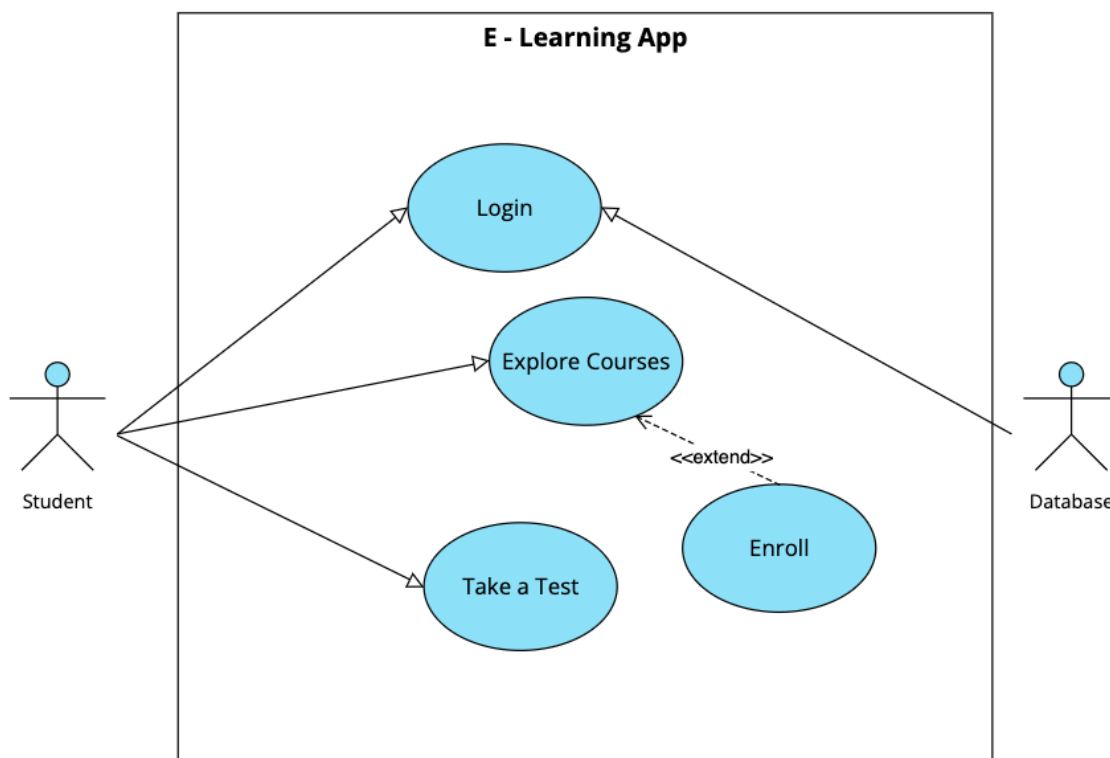 E - Learning App
Login
Explore Courses
<<extend>>
Student
Database
Enroll
Take a Test